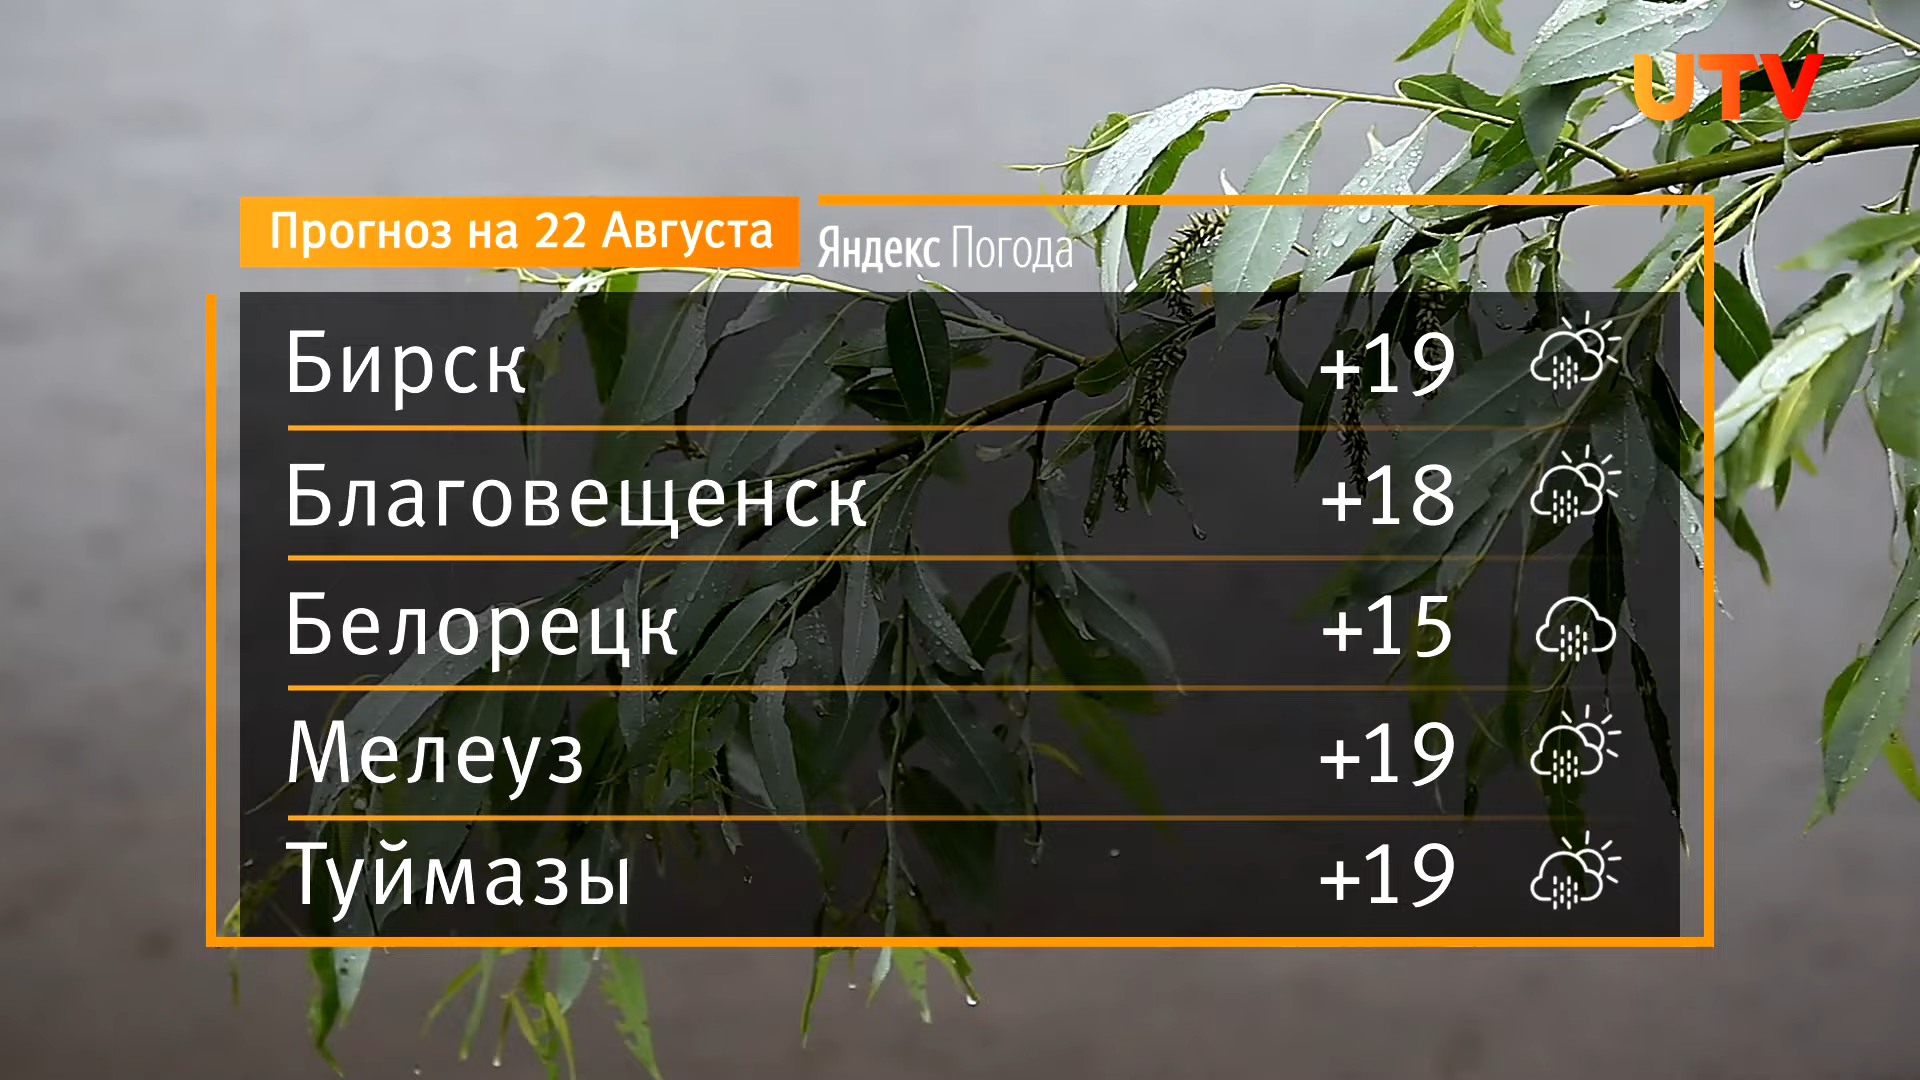 UTV
Прогноз на 22 Августа
Яндекс Погода
Бирск +19
Благовещенск +18
Белорецк +15
Мелеуз +19
Туймазы +19